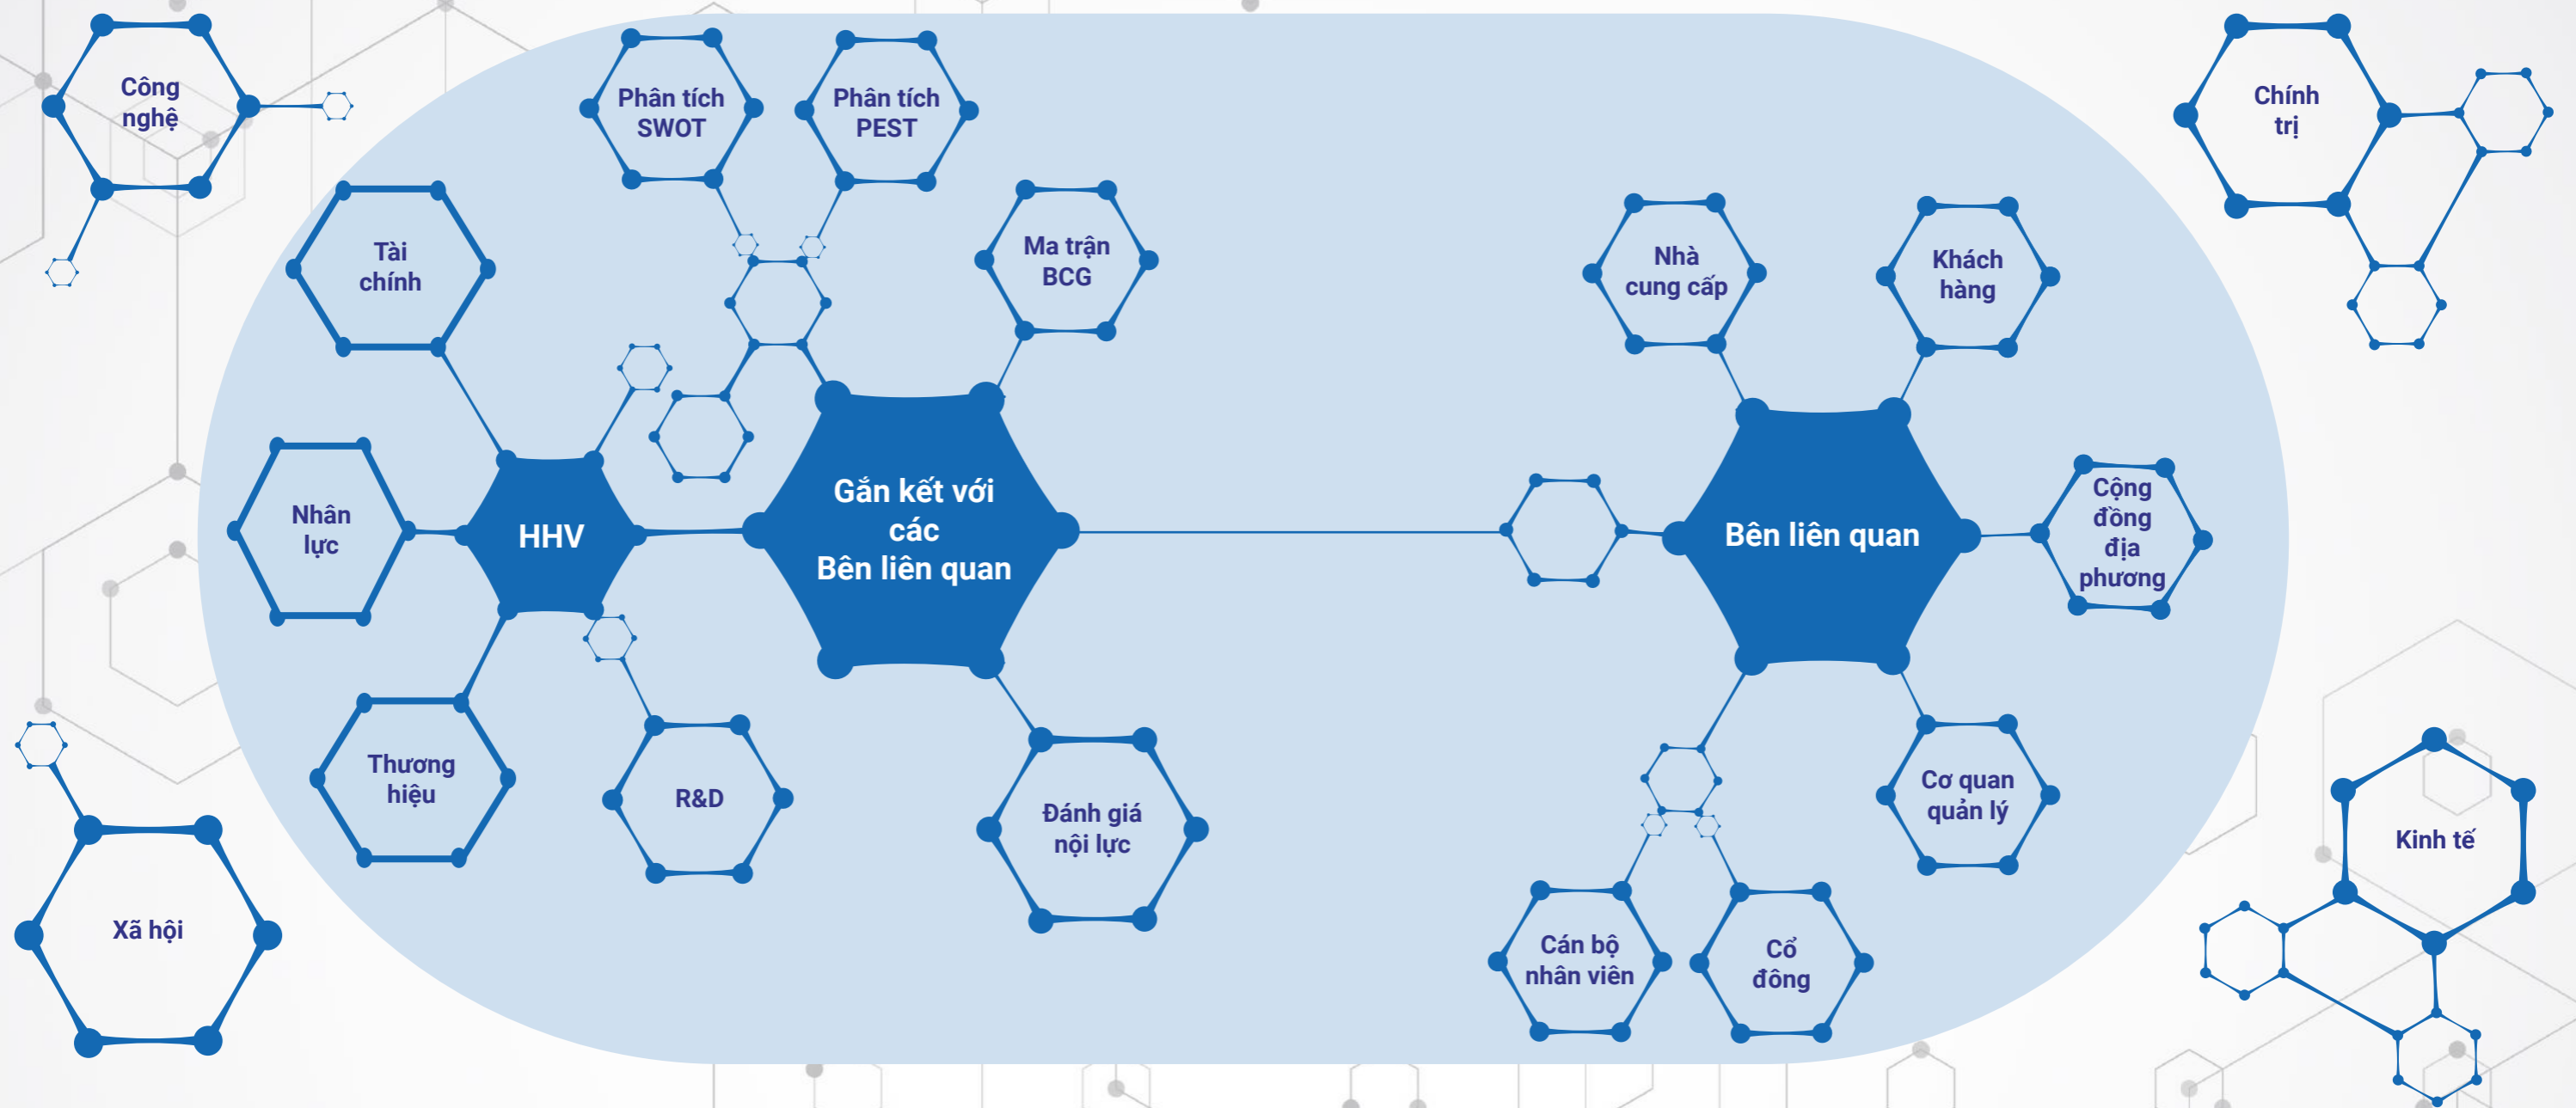 Công
nghệ
Phân tích
SWOT
Phân tích
PEST
Chính
trị
Tài
chính
Ma trận
BCG
Nhà
cung cấp
Khách
hàng
Nhân
lực
HHV
Gắn kết với
các
Bên liên quan
Bên liên quan
Cộng
đồng
địa
phương
Thương
hiệu
R&D
Đánh giá
nội lực
Cơ quan
quản lý
Kinh tế
Xã hội
Cán bộ
nhân viên
Cổ
đông